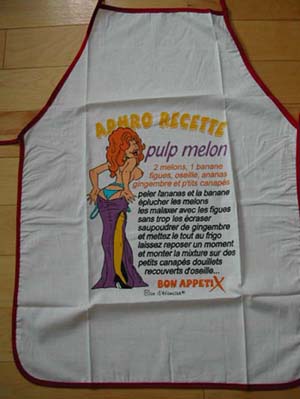 APHRO RECETTE
pulp melon
2 melons, 1 banane
figues, oseille, ananas
gingembre et p'tits canapés
peler l'ananas et la banane
éplucher les melons
les malaxer avec les figues
sans trop les écraser
saupoudrer de gingembre
et mettez le tout au frigo
laissez reposer un moment
et monter la mixture sur des
petits canapés douillets
recouverts d'oseille...
BON APPETIX